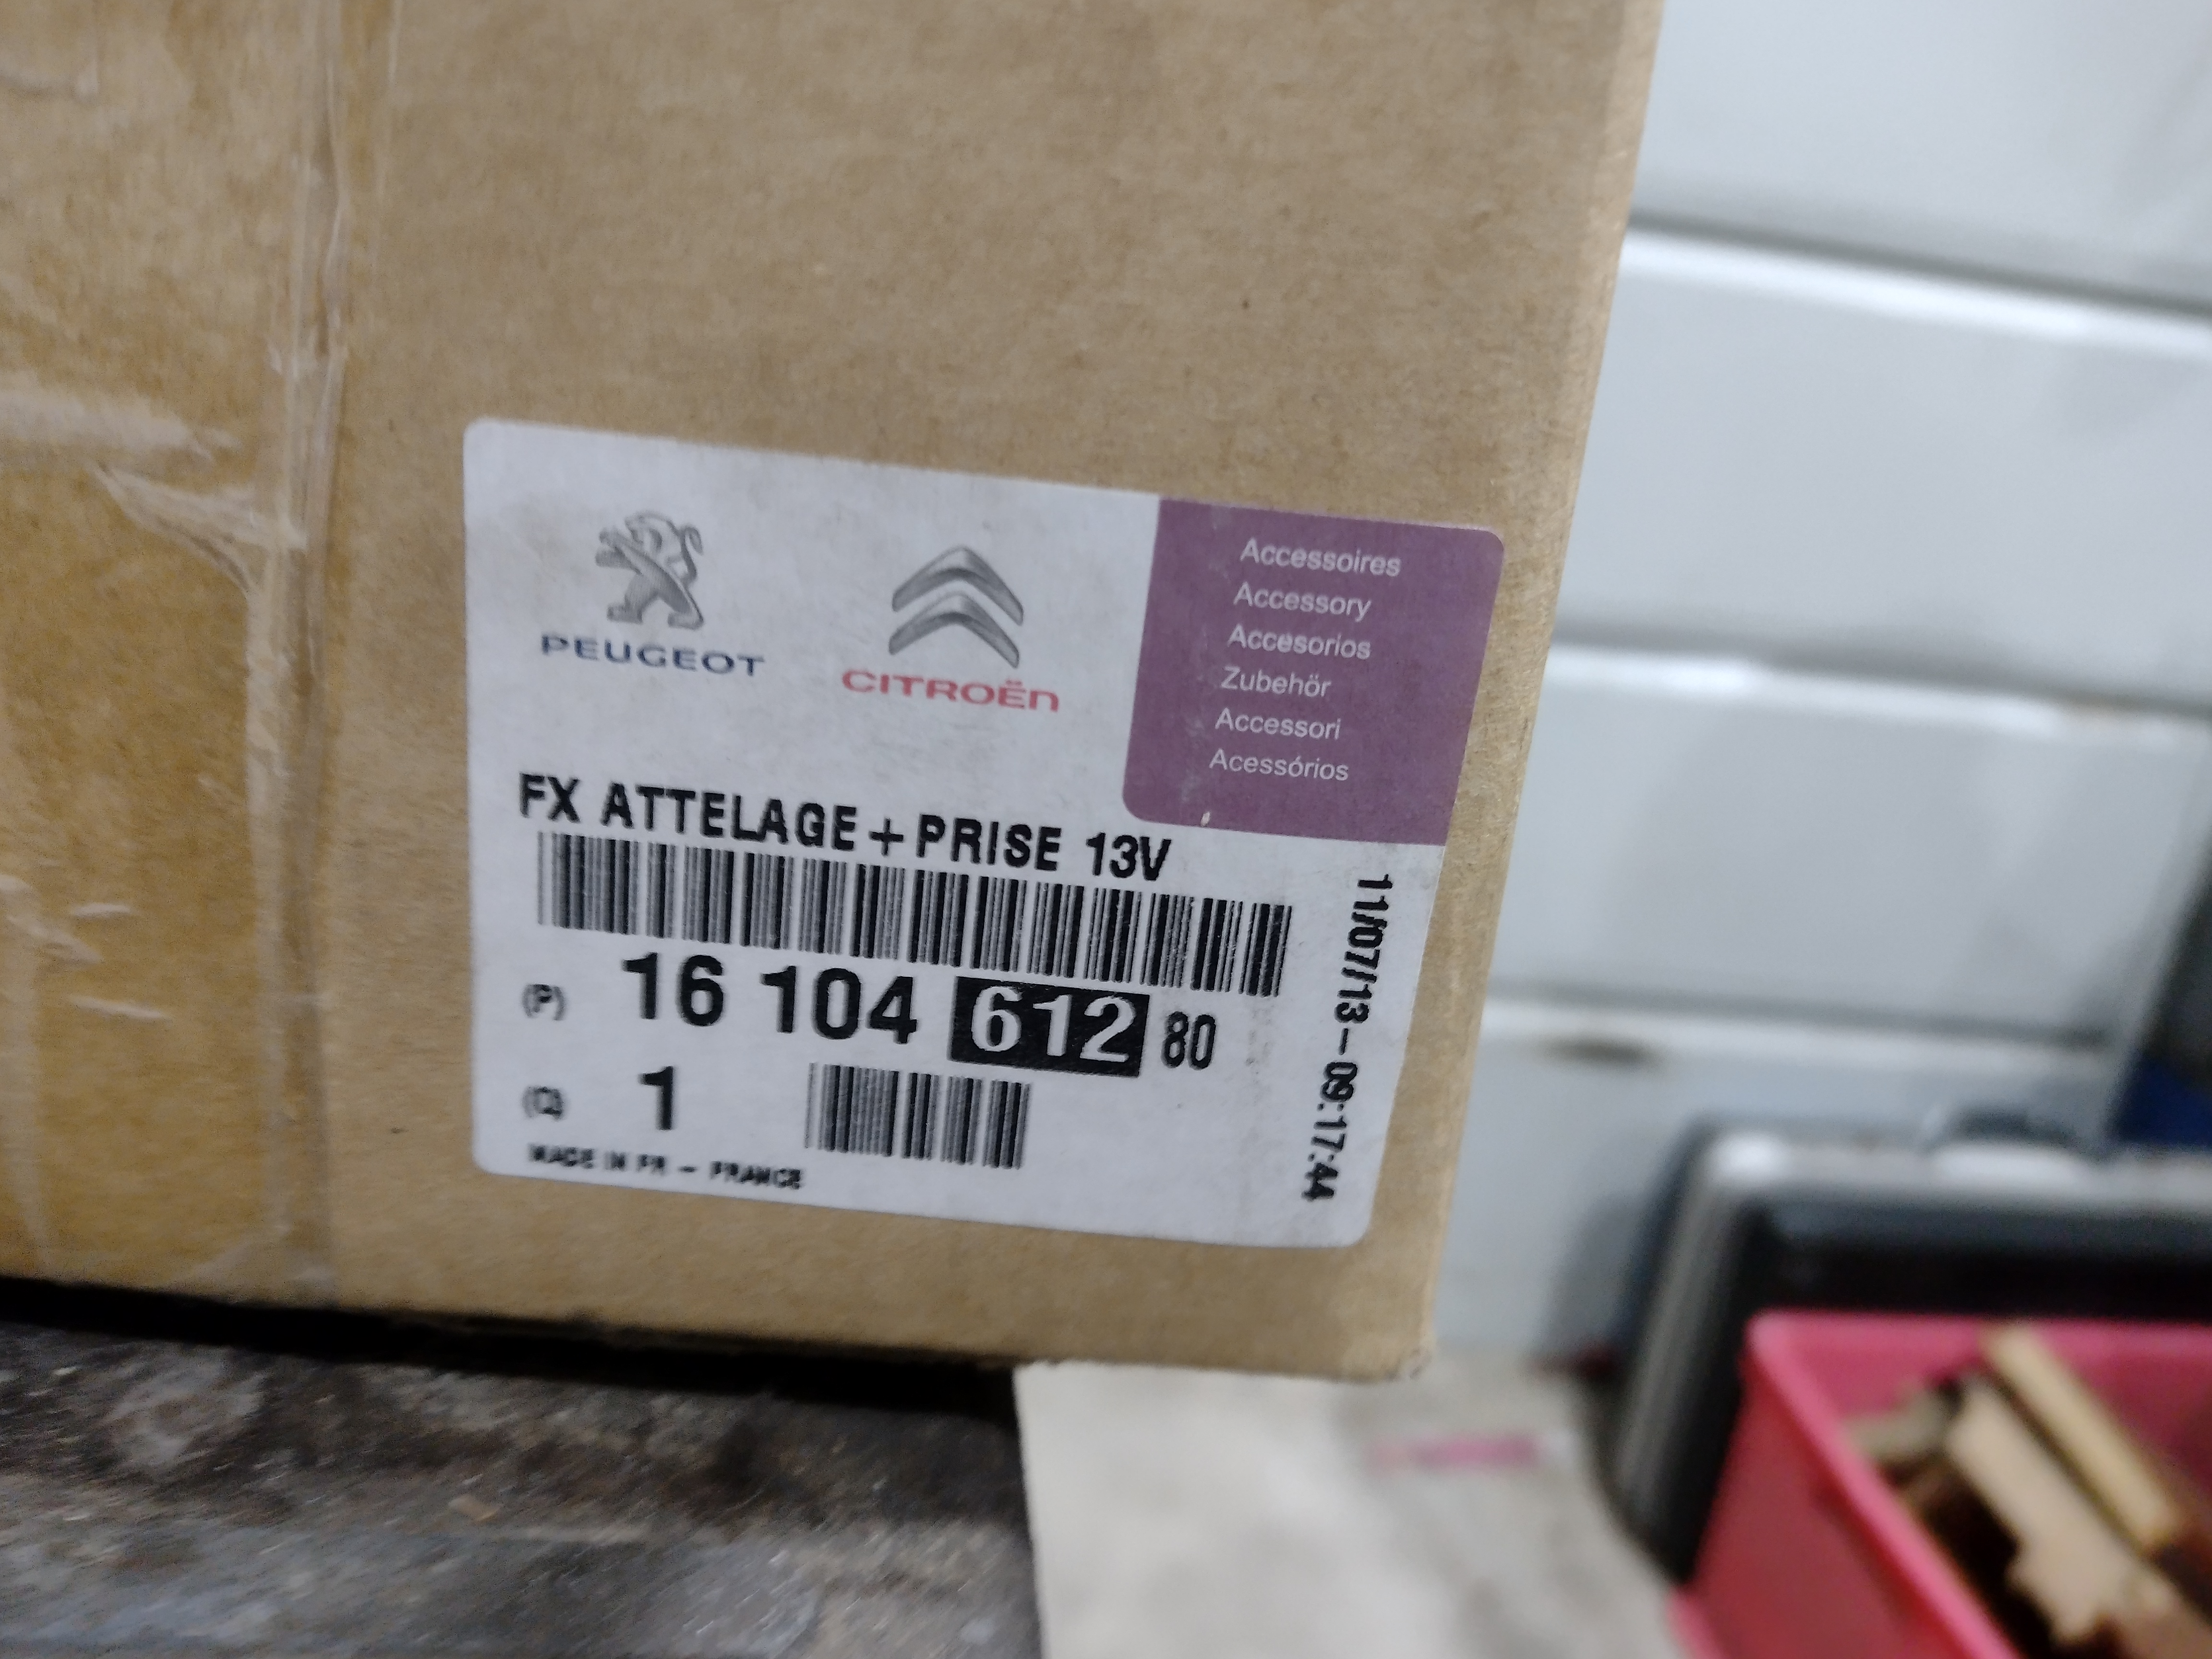 PEUGEOT
CITROËN
Accessoires
Accessory
Accesorios
Zubehör
Accessori
Acessórios
FX ATTELAGE+PRISE 13V
(P) 16 104 612 80
(Q) 1
MADE IN FR - FRANCE
11/07/13-09:17:44